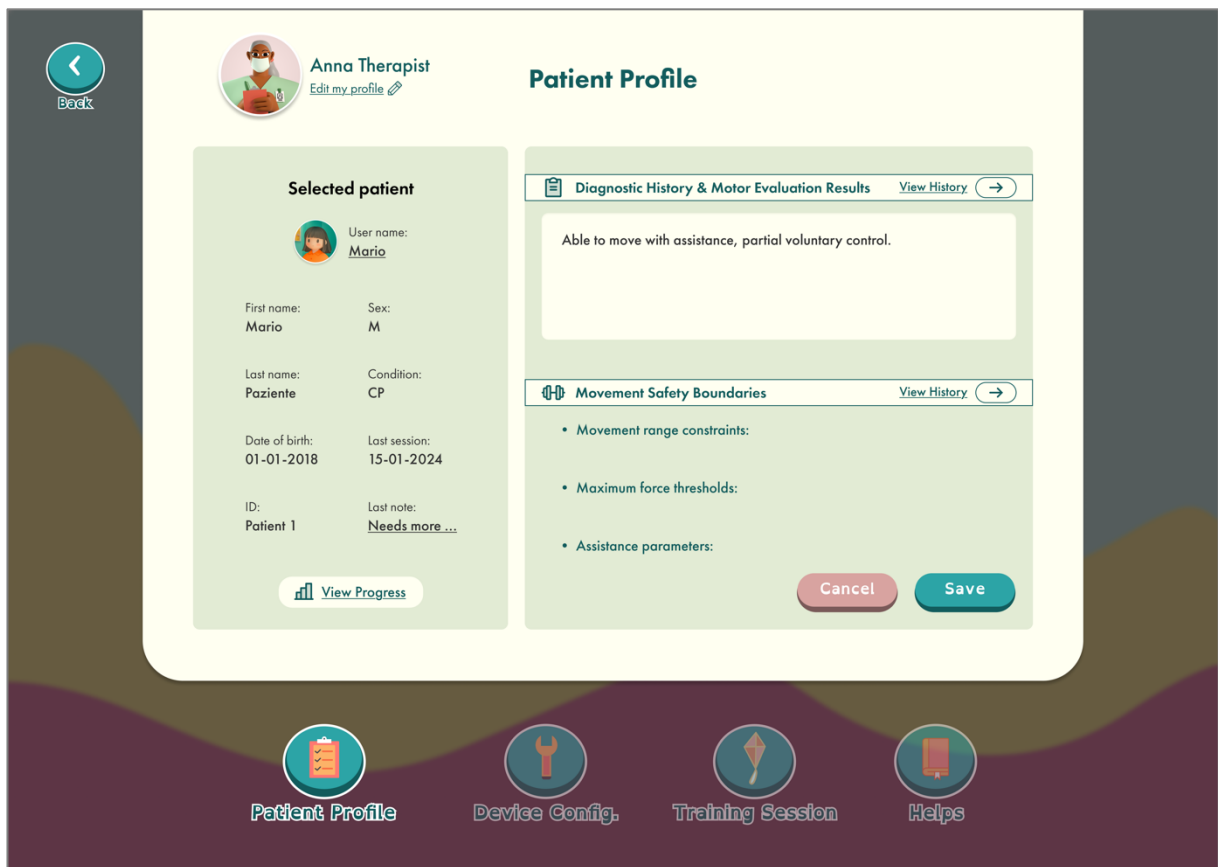 Back
Anna Therapist
Edit my profile
Patient Profile
Selected patient
User name:
Mario
First name:
Mario
Sex:
M
Last name:
Paziente
Condition:
CP
Date of birth:
01-01-2018
Last session:
15-01-2024
ID:
Patient 1
Last note:
Needs more ...
View Progress
Diagnostic History & Motor Evaluation Results
View History
Able to move with assistance, partial voluntary control.
Movement Safety Boundaries
View History
• Movement range constraints:
• Maximum force thresholds:
• Assistance parameters:
Cancel
Save
Patient Profile
Device Config.
Training Session
Helps